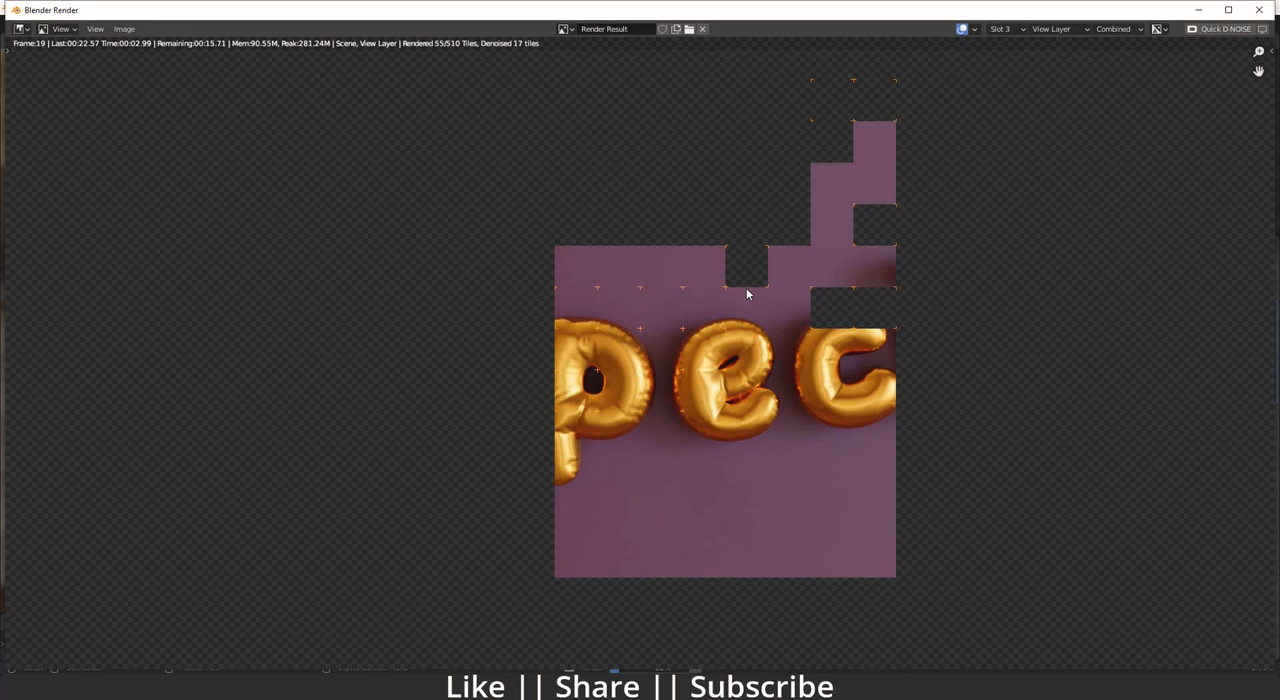 Blender Render
View View Image Render Result Slot 3 View Layer Combined Quick D-NOISE
Frame:19 | Last:00:22.57 Time:00:02.99 | Remaining:00:15.71 | Mem:90.55M, Peak:281.24M | Scene, View Layer | Rendered 55/510 Tiles, Denoised 17 tiles
pec
Like || Share || Subscribe